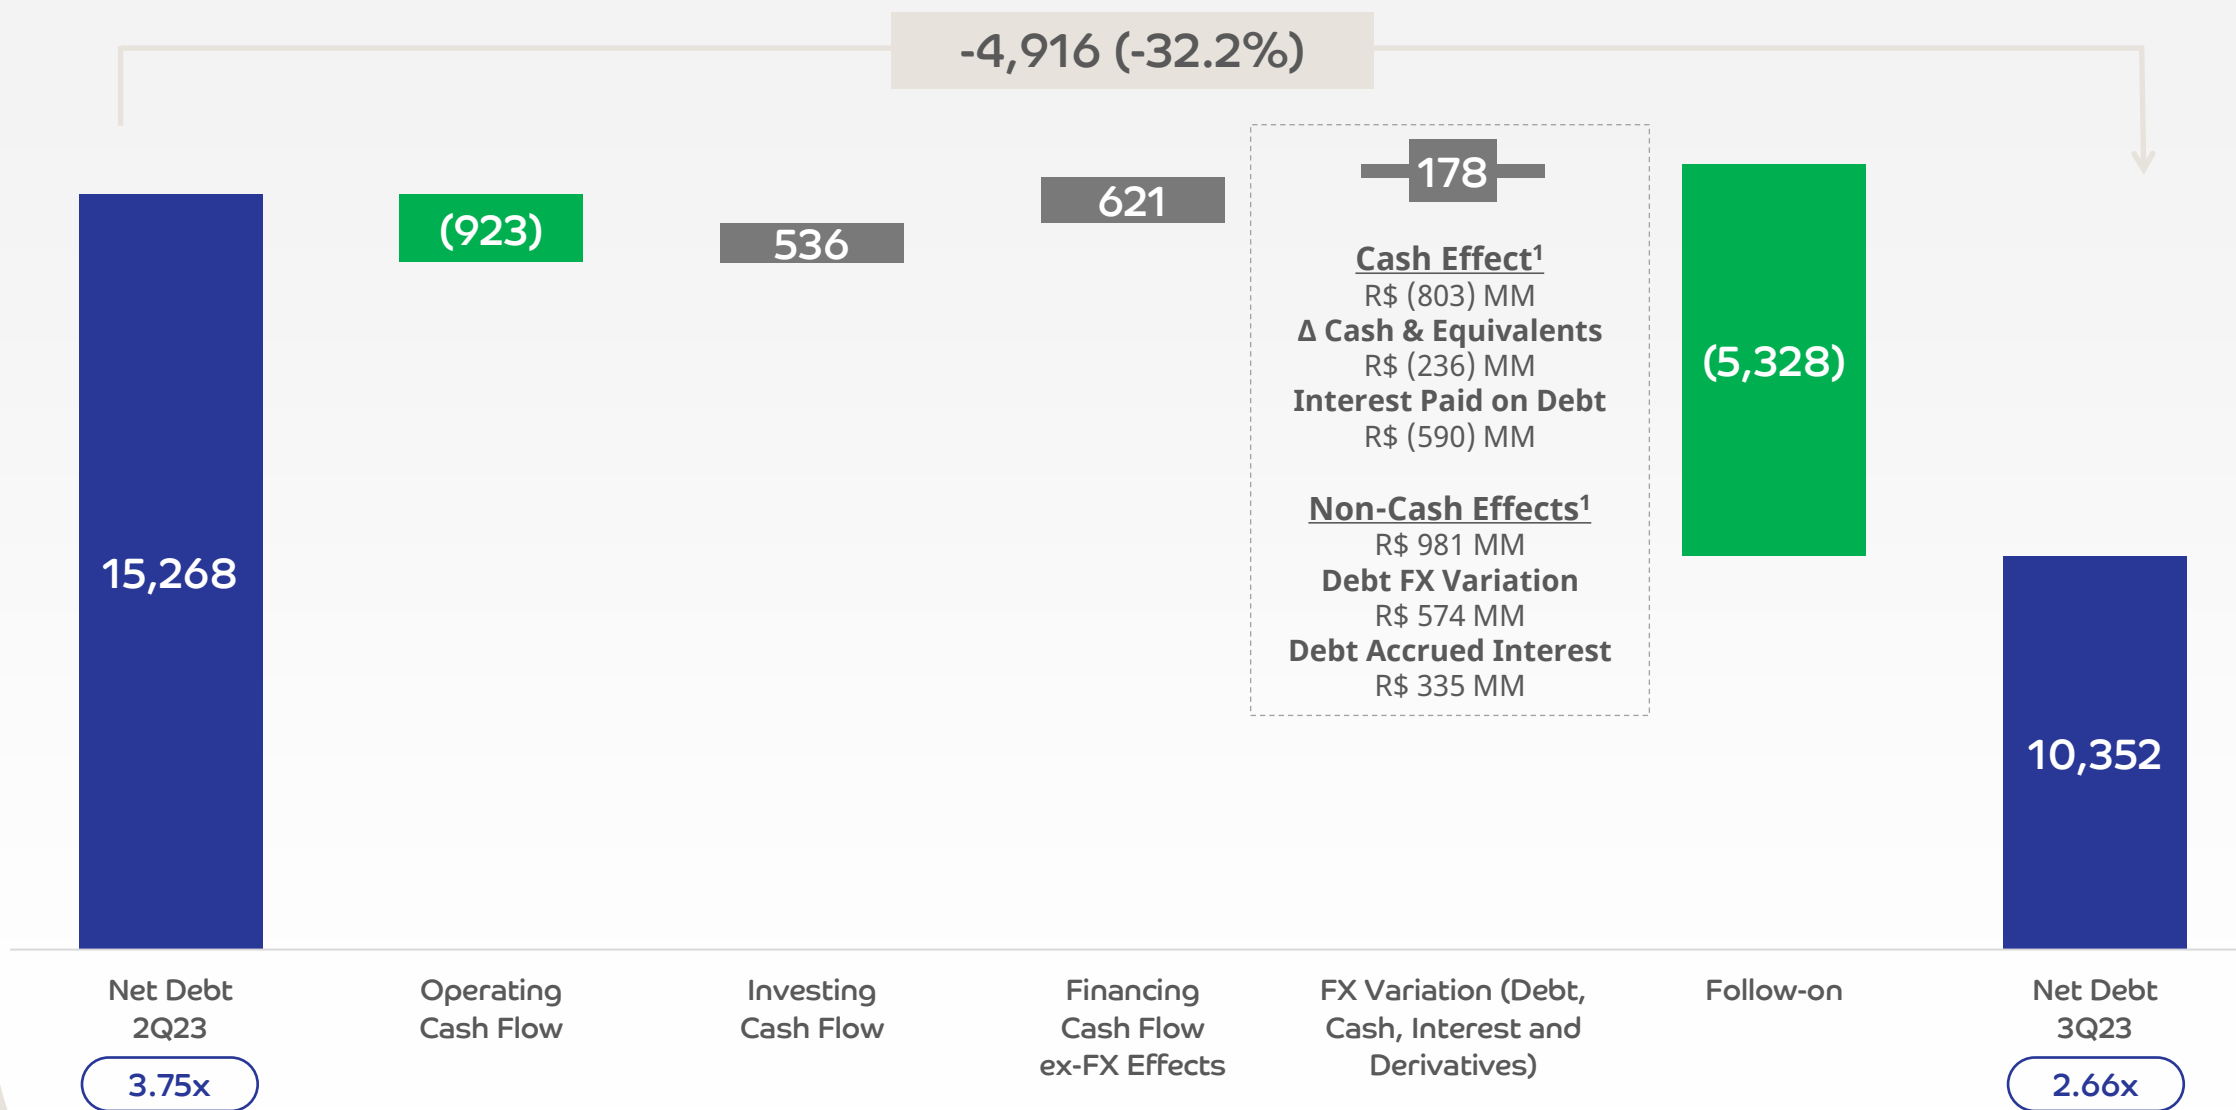 -4,916 (-32.2%)
15,268
(923)
536
621
178
Cash Effect¹
R$ (803) MM
Δ Cash & Equivalents
R$ (236) MM
Interest Paid on Debt
R$ (590) MM
Non-Cash Effects¹
R$ 981 MM
Debt FX Variation
R$ 574 MM
Debt Accrued Interest
R$ 335 MM
(5,328)
10,352
Net Debt
2Q23
3.75x
Operating
Cash Flow
Investing
Cash Flow
Financing
Cash Flow
ex-FX Effects
FX Variation (Debt,
Cash, Interest and
Derivatives)
Follow-on
Net Debt
3Q23
2.66x